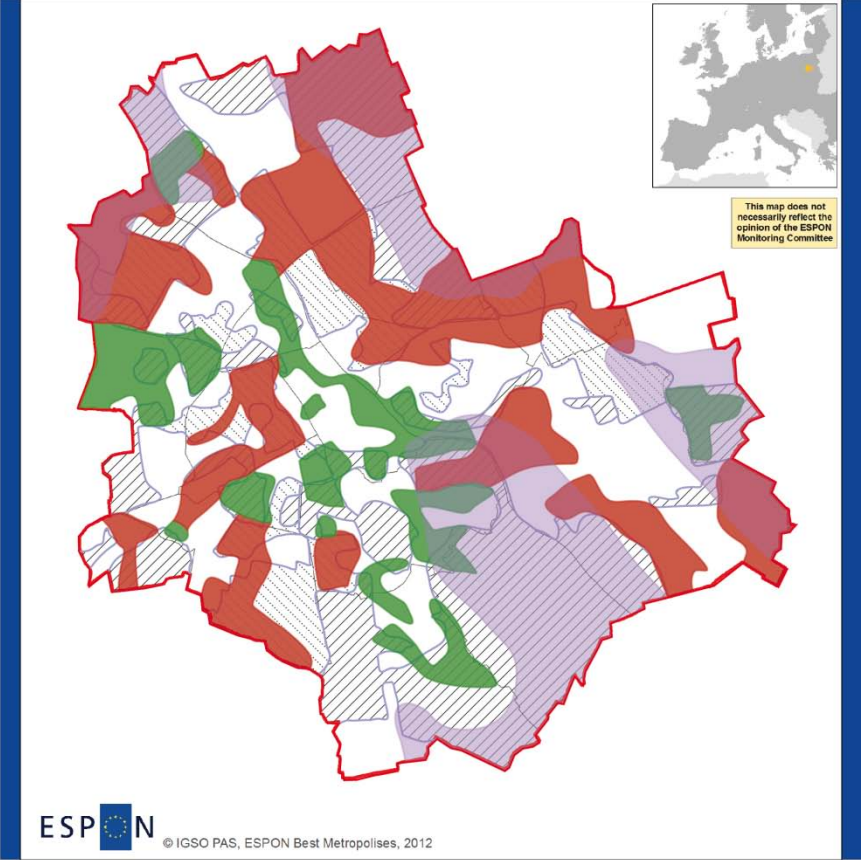 This map does not
necessarily reflect the
opinion of the ESPON
Monitoring Committee
ESPON
© IGSO PAS, ESPON Best Metropolises, 2012